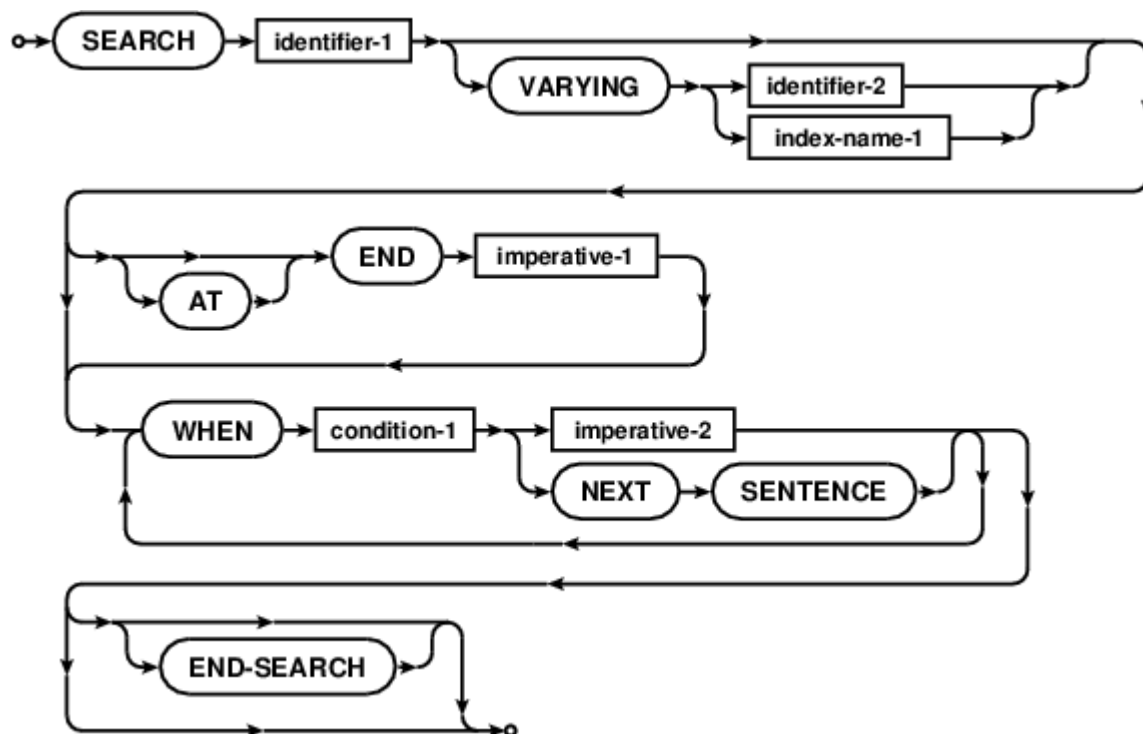 SEARCH identifier-1
VARYING identifier-2
index-name-1
END imperative-1
AT
WHEN condition-1 imperative-2
NEXT SENTENCE
END-SEARCH